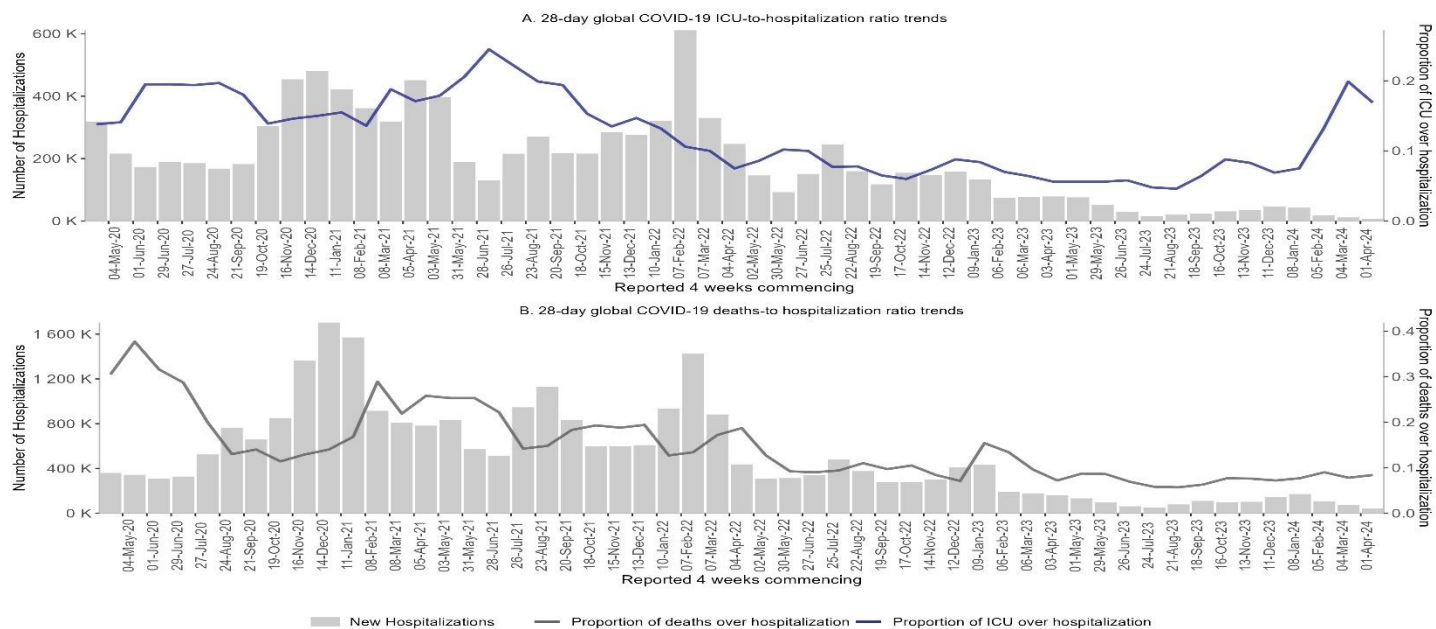 A. 28-day global COVID-19 ICU-to-hospitalization ratio trends
Number of Hospitalizations
600 K
400 K
200 K
0 K
0.2
0.1
0.0
Proportion of ICU over hospitalization
04-May-20
01-Jun-20
29-Jun-20
27-Jul-20
24-Aug-20
21-Sep-20
19-Oct-20
16-Nov-20
14-Dec-20
11-Jan-21
08-Feb-21
08-Mar-21
05-Apr-21
03-May-21
31-May-21
28-Jun-21
26-Jul-21
23-Aug-21
20-Sep-21
18-Oct-21
15-Nov-21
13-Dec-21
10-Jan-22
07-Feb-22
07-Mar-22
04-Apr-22
02-May-22
30-May-22
27-Jun-22
25-Jul-22
22-Aug-22
19-Sep-22
17-Oct-22
14-Nov-22
12-Dec-22
09-Jan-23
06-Feb-23
06-Mar-23
03-Apr-23
01-May-23
29-May-23
26-Jun-23
24-Jul-23
21-Aug-23
18-Sep-23
16-Oct-23
13-Nov-23
11-Dec-23
08-Jan-24
05-Feb-24
04-Mar-24
01-Apr-24
Reported 4 weeks commencing
B. 28-day global COVID-19 deaths-to hospitalization ratio trends
Number of Hospitalizations
1 600 K
1 200 K
800 K
400 K
0 K
0.4
0.3
0.2
0.1
0.0
Proportion of deaths over hospitalization
04-May-20
01-Jun-20
29-Jun-20
27-Jul-20
24-Aug-20
21-Sep-20
19-Oct-20
16-Nov-20
14-Dec-20
11-Jan-21
08-Feb-21
08-Mar-21
05-Apr-21
03-May-21
31-May-21
28-Jun-21
26-Jul-21
23-Aug-21
20-Sep-21
18-Oct-21
15-Nov-21
13-Dec-21
10-Jan-22
07-Feb-22
07-Mar-22
04-Apr-22
02-May-22
30-May-22
27-Jun-22
25-Jul-22
22-Aug-22
19-Sep-22
17-Oct-22
14-Nov-22
12-Dec-22
09-Jan-23
06-Feb-23
06-Mar-23
03-Apr-23
01-May-23
29-May-23
26-Jun-23
24-Jul-23
21-Aug-23
18-Sep-23
16-Oct-23
13-Nov-23
11-Dec-23
08-Jan-24
05-Feb-24
04-Mar-24
01-Apr-24
Reported 4 weeks commencing
New Hospitalizations
Proportion of deaths over hospitalization
Proportion of ICU over hospitalization